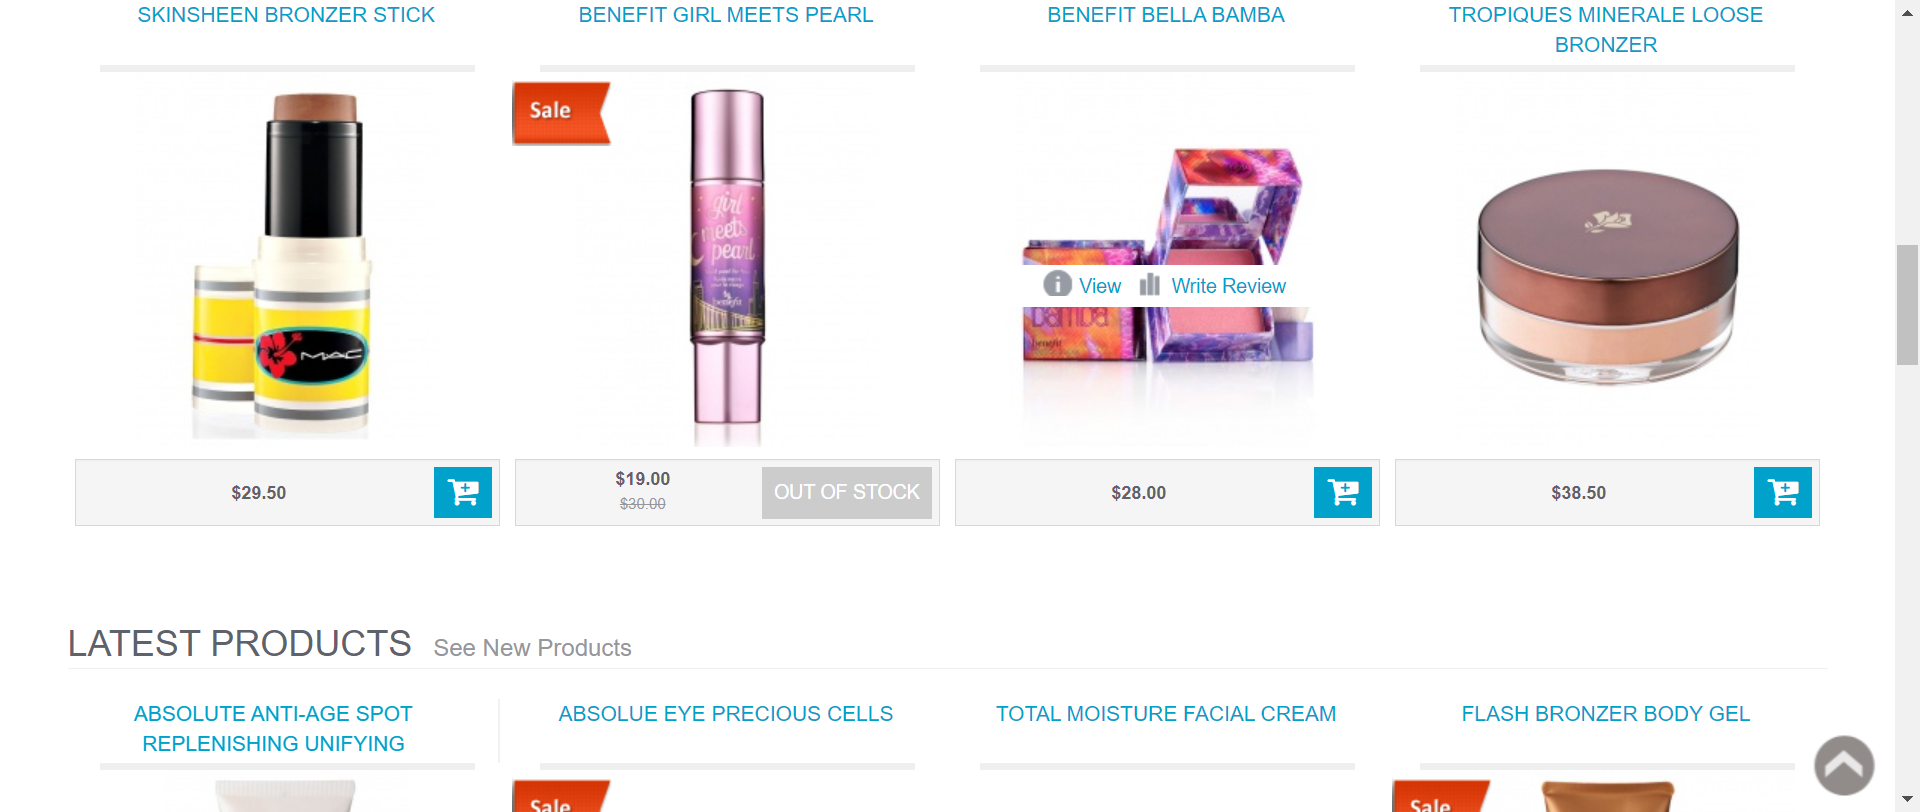 SKINSHEEN BRONZER STICK
BENEFIT GIRL MEETS PEARL
BENEFIT BELLA BAMBA
TROPIQUES MINERALE LOOSE
BRONZER
Sale
girl
meets
pearl
benefit
MAC
View
Write Review
bamba
benefit
$29.50
$19.00
$30.00
OUT OF STOCK
$28.00
$38.50
LATEST PRODUCTS
See New Products
ABSOLUTE ANTI-AGE SPOT
REPLENISHING UNIFYING
ABSOLUE EYE PRECIOUS CELLS
TOTAL MOISTURE FACIAL CREAM
FLASH BRONZER BODY GEL
Sale
Sale